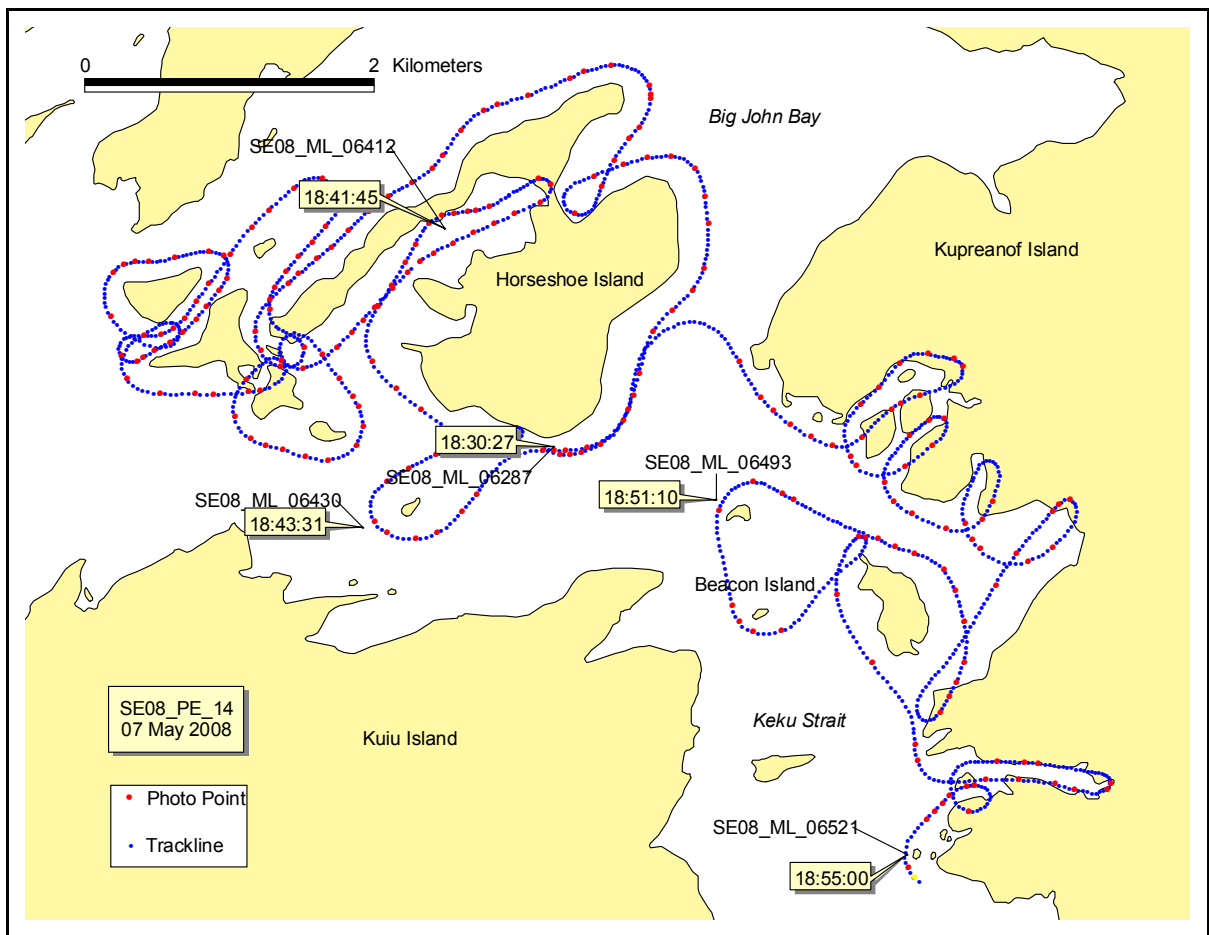 0 2 Kilometers
Big John Bay
SE08_ML_06412
18:41:45
Kupreanof Island
Horseshoe Island
18:30:27
SE08_ML_06493
SE08_ML_06287
18:51:10
SE08_ML_06430
18:43:31
Beacon Island
SE08_PE_14
07 May 2008
Keku Strait
Kuiu Island
Photo Point
Trackline
SE08_ML_06521
18:55:00